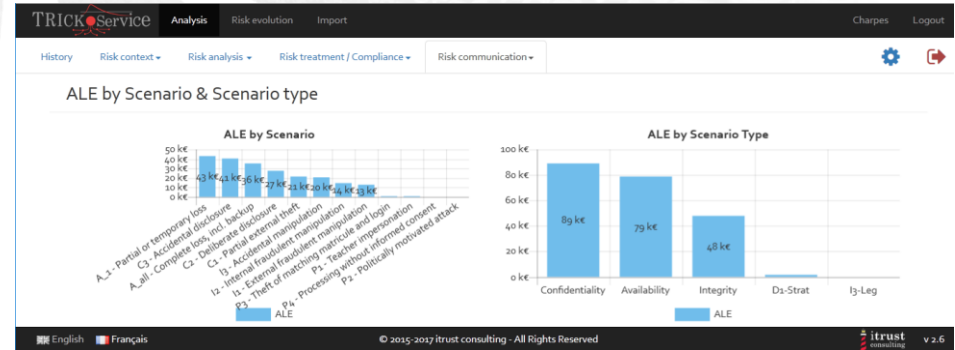 TRICK Service Analysis Risk evolution Import Charpes Logout
History Risk context Risk analysis Risk treatment / Compliance Risk communication
ALE by Scenario & Scenario type
ALE by Scenario
50 k€
40 k€
30 k€
20 k€
10 k€
0 k€
43 k€ 41 k€ 36 k€ 27 k€ 21 k€ 20 k€ 14 k€ 13 k€
A_1 - Partial or temporary loss
C3 - Accidental disclosure
A_all - Complete loss, incl. backup
C2 - Deliberate disclosure
C1 - Partial external theft
I3 - Accidental manipulation
I2 - Internal fraudulent manipulation
I1 - External fraudulent manipulation
P3 - Theft of matching matricule and login
P1 - Teacher impersonation
P4 - Processing without informed consent
P2 - Politically motivated attack
ALE
ALE by Scenario Type
100 k€
80 k€
60 k€
40 k€
20 k€
0 k€
89 k€ 79 k€ 48 k€
Confidentiality Availability Integrity D1-Strat I3-Leg
ALE
English Français © 2015-2017 itrust consulting - All Rights Reserved itrust consulting v 2.6